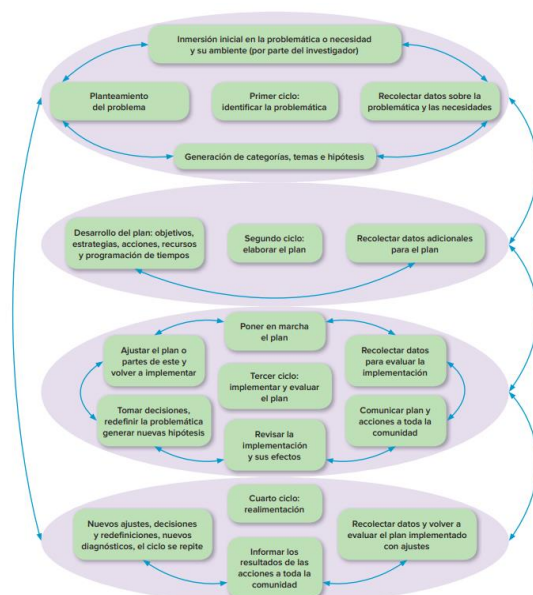 Inmersión inicial en la problemática o necesidad
y su ambiente (por parte del investigador)
Planteamiento
del problema
Primer ciclo:
identificar la problemática
Recolectar datos sobre la
problemática y las necesidades
Generación de categorías, temas e hipótesis
Desarrollo del plan: objetivos,
estrategias, acciones, recursos
y programación de tiempos
Segundo ciclo:
elaborar el plan
Recolectar datos adicionales
para el plan
Poner en marcha
el plan
Ajustar el plan o
partes de este y
volver a implementar
Recolectar datos
para evaluar la
implementación
Tercer ciclo:
implementar y evaluar
el plan
Tomar decisiones,
redefinir la problemática
generar nuevas hipótesis
Comunicar plan y
acciones a toda la
comunidad
Revisar la
implementación
y sus efectos
Cuarto ciclo:
realimentación
Nuevos ajustes, decisiones
y redefiniciones, nuevos
diagnósticos, el ciclo se repite
Recolectar datos y volver a
evaluar el plan implementado
con ajustes
Informar los
resultados de las
acciones a toda la
comunidad